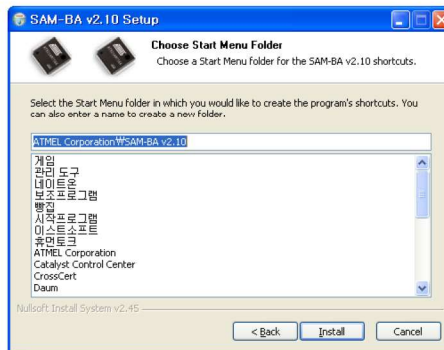 SAM-BA v2.10 Setup
Choose Start Menu Folder
Choose a Start Menu folder for the SAM-BA v2.10 shortcuts.
Select the Start Menu folder in which you would like to create the program's shortcuts. You
can also enter a name to create a new folder.
ATMEL Corporation₩SAM-BA v2.10
게임
관리 도구
네이트온
보조프로그램
빵집
시작프로그램
이스트소프트
휴먼토크
ATMEL Corporation
Catalyst Control Center
CrossCert
Daum
Nullsoft Install System v2.45
< Back
Install
Cancel